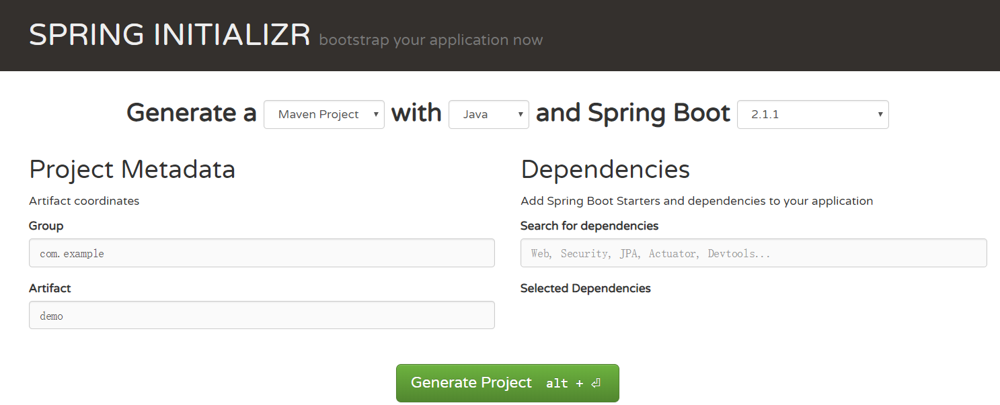 SPRING INITIALIZR bootstrap your application now
Generate a Maven Project with Java and Spring Boot 2.1.1
Project Metadata
Artifact coordinates
Group
com.example
Artifact
demo
Dependencies
Add Spring Boot Starters and dependencies to your application
Search for dependencies
Web, Security, JPA, Actuator, Devtools...
Selected Dependencies
Generate Project alt + ⏎